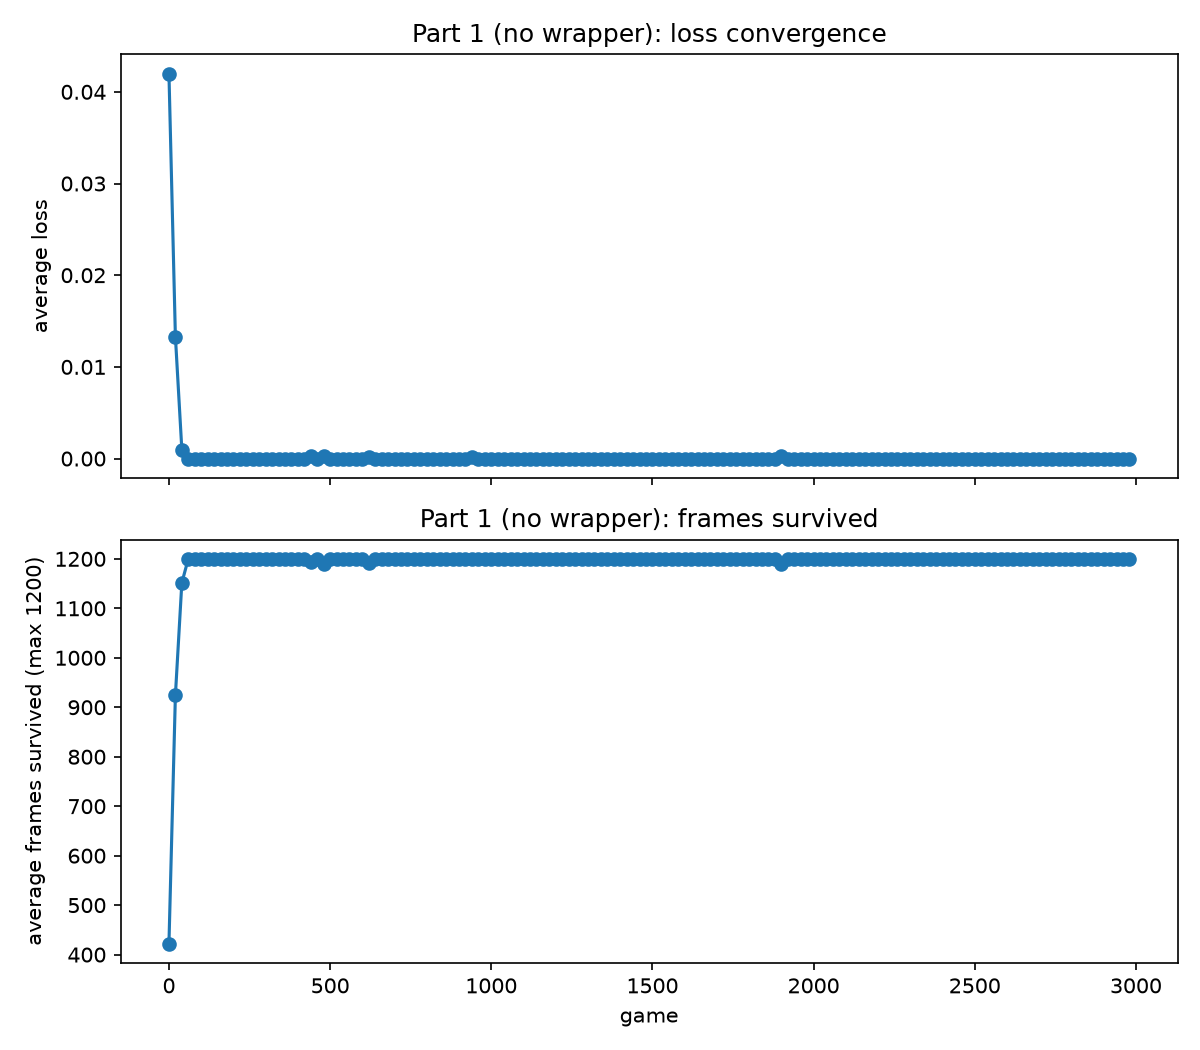 Part 1 (no wrapper): loss convergence
average loss
0.04
0.03
0.02
0.01
0.00
Part 1 (no wrapper): frames survived
average frames survived (max 1200)
1200
1100
1000
900
800
700
600
500
400
0 500 1000 1500 2000 2500 3000
game